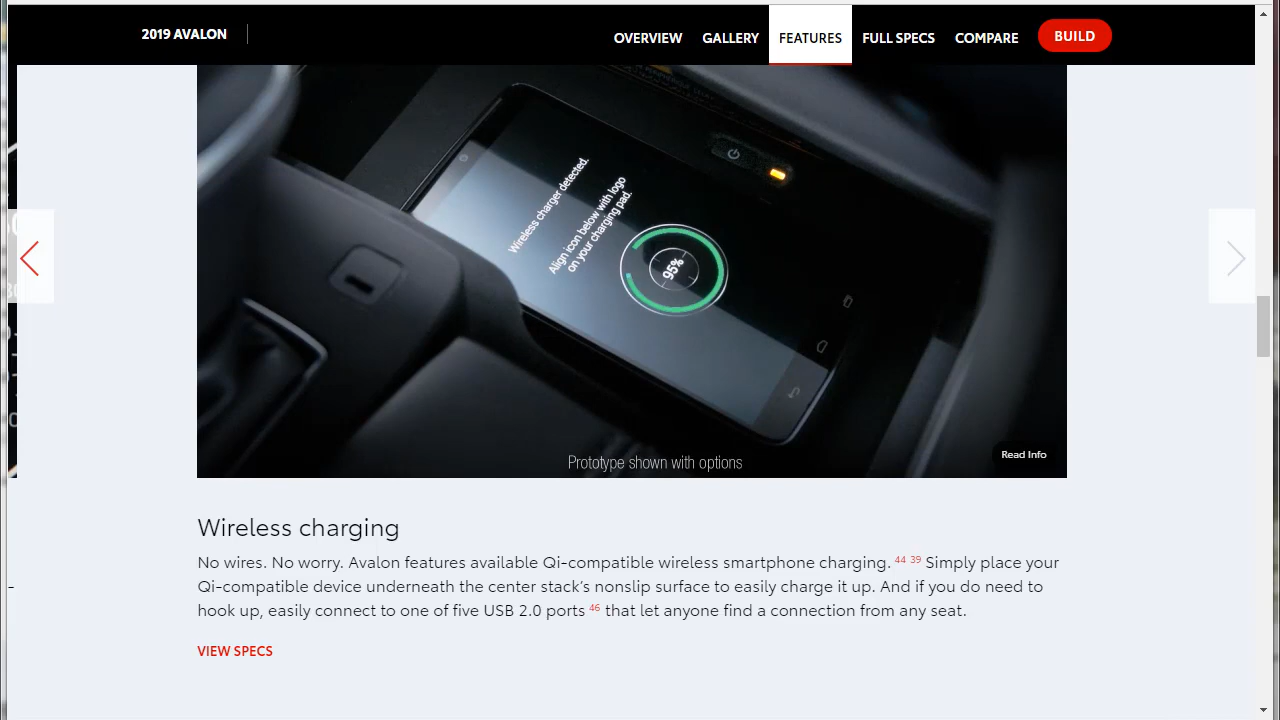 2019 AVALON
OVERVIEW
GALLERY
FEATURES
FULL SPECS
COMPARE
BUILD
Wireless charger detected.
Align icon below with logo
on your charging pad.
95%
Prototype shown with options
Read Info
Wireless charging
No wires. No worry. Avalon features available Qi-compatible wireless smartphone charging. 44 39 Simply place your
Qi-compatible device underneath the center stack’s nonslip surface to easily charge it up. And if you do need to
hook up, easily connect to one of five USB 2.0 ports 46 that let anyone find a connection from any seat.
VIEW SPECS